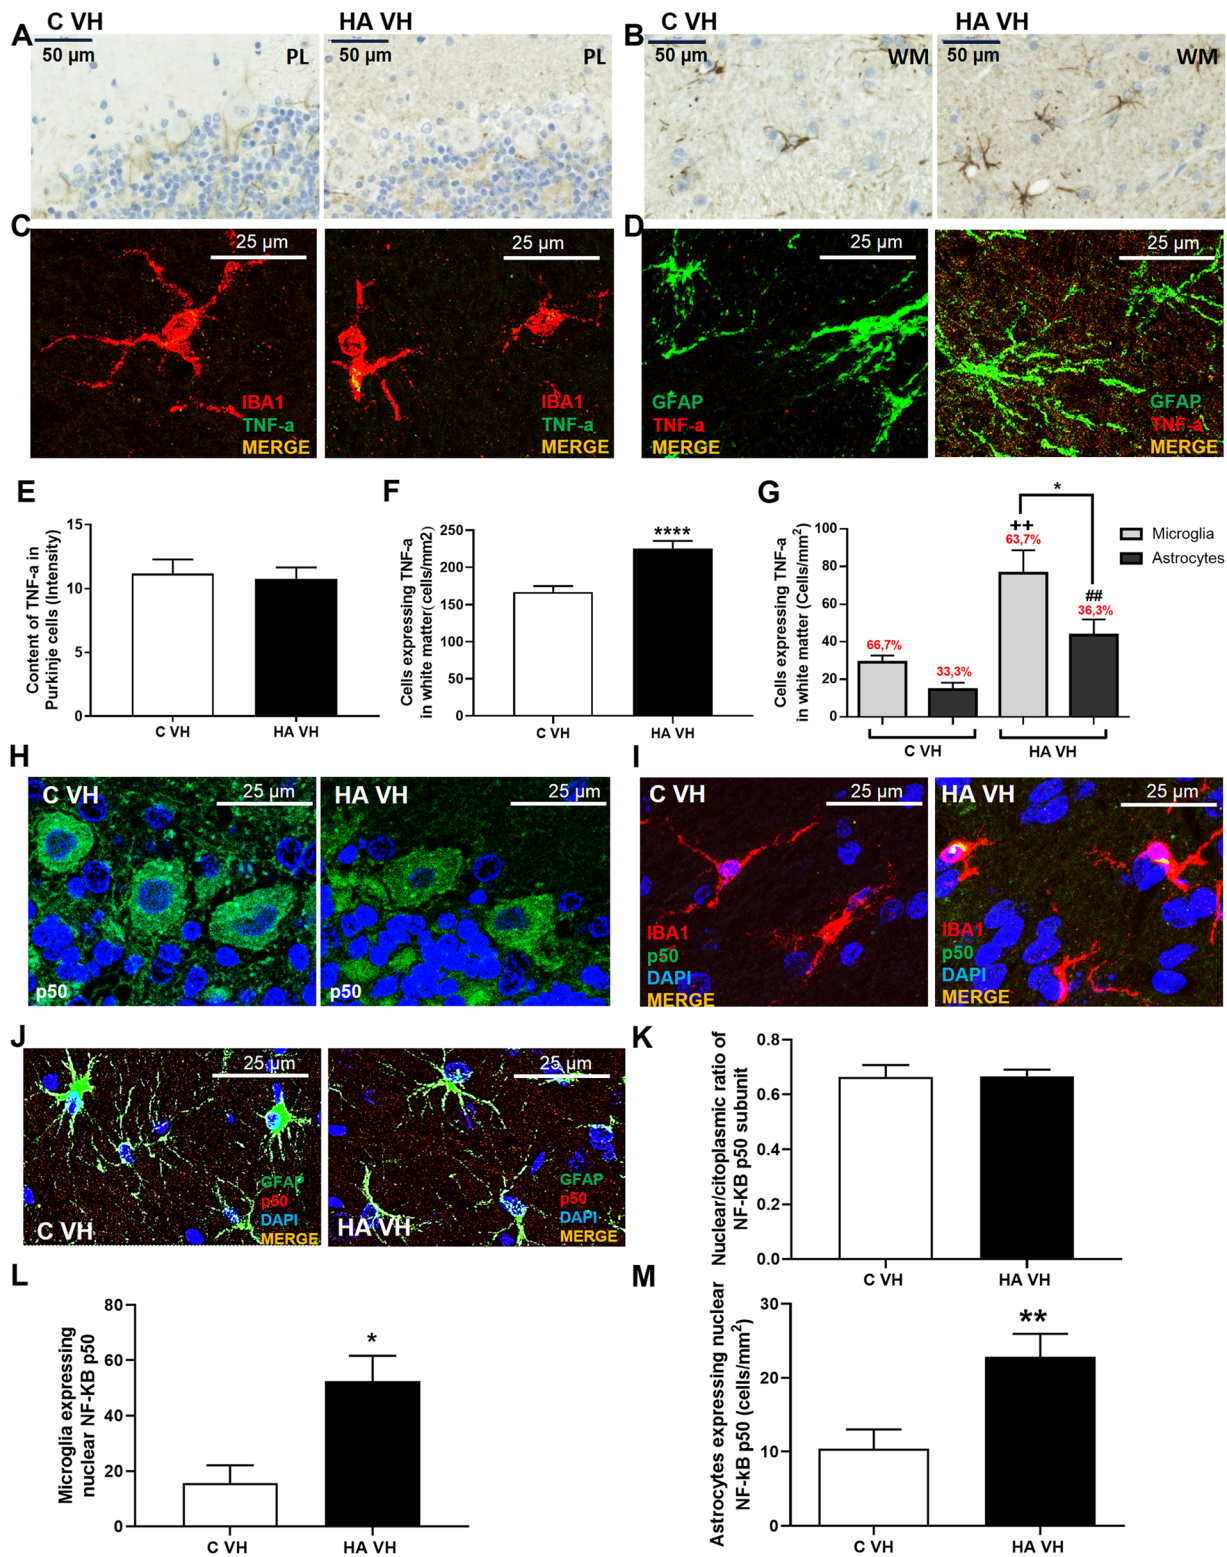 C VH
HA VH
C VH
HA VH
A
50 µm
PL
50 µm
PL
B
50 µm
WM
50 µm
WM
C
25 µm
IBA1
TNF-a
MERGE
25 µm
IBA1
TNF-a
MERGE
D
25 µm
GFAP
TNF-a
MERGE
25 µm
GFAP
TNF-a
MERGE
E
Content of TNF-a in
Purkinje cells (Intensity)
15
10
5
0
C VH
HA VH
F
Cells expressing TNF-a
in white matter(cells/mm2)
250
200
150
100
50
0
****
C VH
HA VH
G
Cells expressing TNF-a
in white matter (Cells/mm²)
100
80
60
40
20
0
66,7%
33,3%
++
63,7%
*
##
36,3%
Microglia
Astrocytes
C VH
HA VH
H
C VH
25 µm
p50
HA VH
25 µm
p50
I
C VH
25 µm
IBA1
p50
DAPI
MERGE
HA VH
25 µm
IBA1
p50
DAPI
MERGE
J
25 µm
GFAP
p50
DAPI
MERGE
C VH
25 µm
GFAP
p50
DAPI
MERGE
HA VH
K
Nuclear/citoplasmic ratio of
NF-KB p50 subunit
0.8
0.6
0.4
0.2
0.0
C VH
HA VH
L
Microglia expressing
nuclear NF-KB p50
80
60
40
20
0
*
C VH
HA VH
M
Astrocytes expressing nuclear
NF-kB p50 (cells/mm²)
30
20
10
0
**
C VH
HA VH